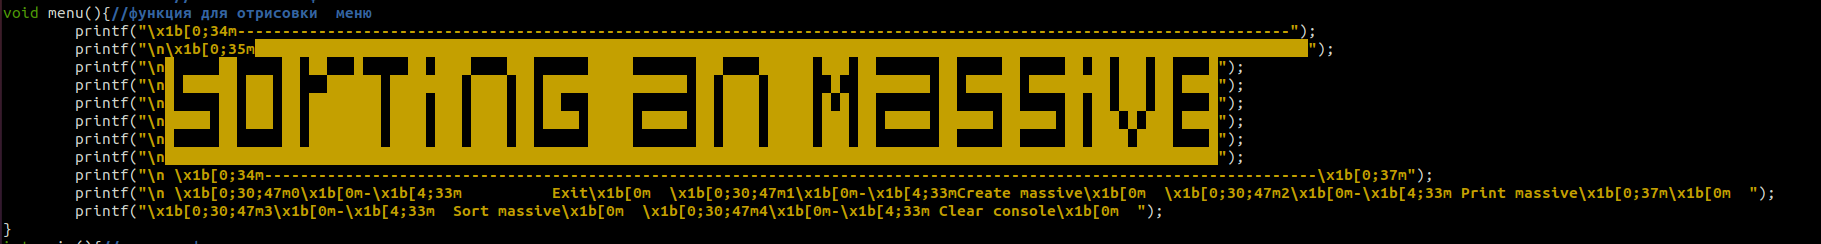 void menu(){//функция для отрисовки  меню
printf("\x1b[0;34m---------------------------------------------------------------------------------------------------------------------");
printf("\n\x1b[0;35m");
printf("\n");
printf("\n");
printf("\n");
printf("\n");
printf("\n");
printf("\n");
printf("\n \x1b[0;34m---------------------------------------------------------------------------------------------------------------------\x1b[0;37m");
printf("\n \x1b[0;30;47m0\x1b[0m-\x1b[4;33m          Exit\x1b[0m  \x1b[0;30;47m1\x1b[0m-\x1b[4;33mCreate massive\x1b[0m  \x1b[0;30;47m2\x1b[0m-\x1b[4;33m Print massive\x1b[0;37m\x1b[0m  ");
printf("\x1b[0;30;47m3\x1b[0m-\x1b[4;33m  Sort massive\x1b[0m  \x1b[0;30;47m4\x1b[0m-\x1b[4;33m Clear console\x1b[0m  ");
}